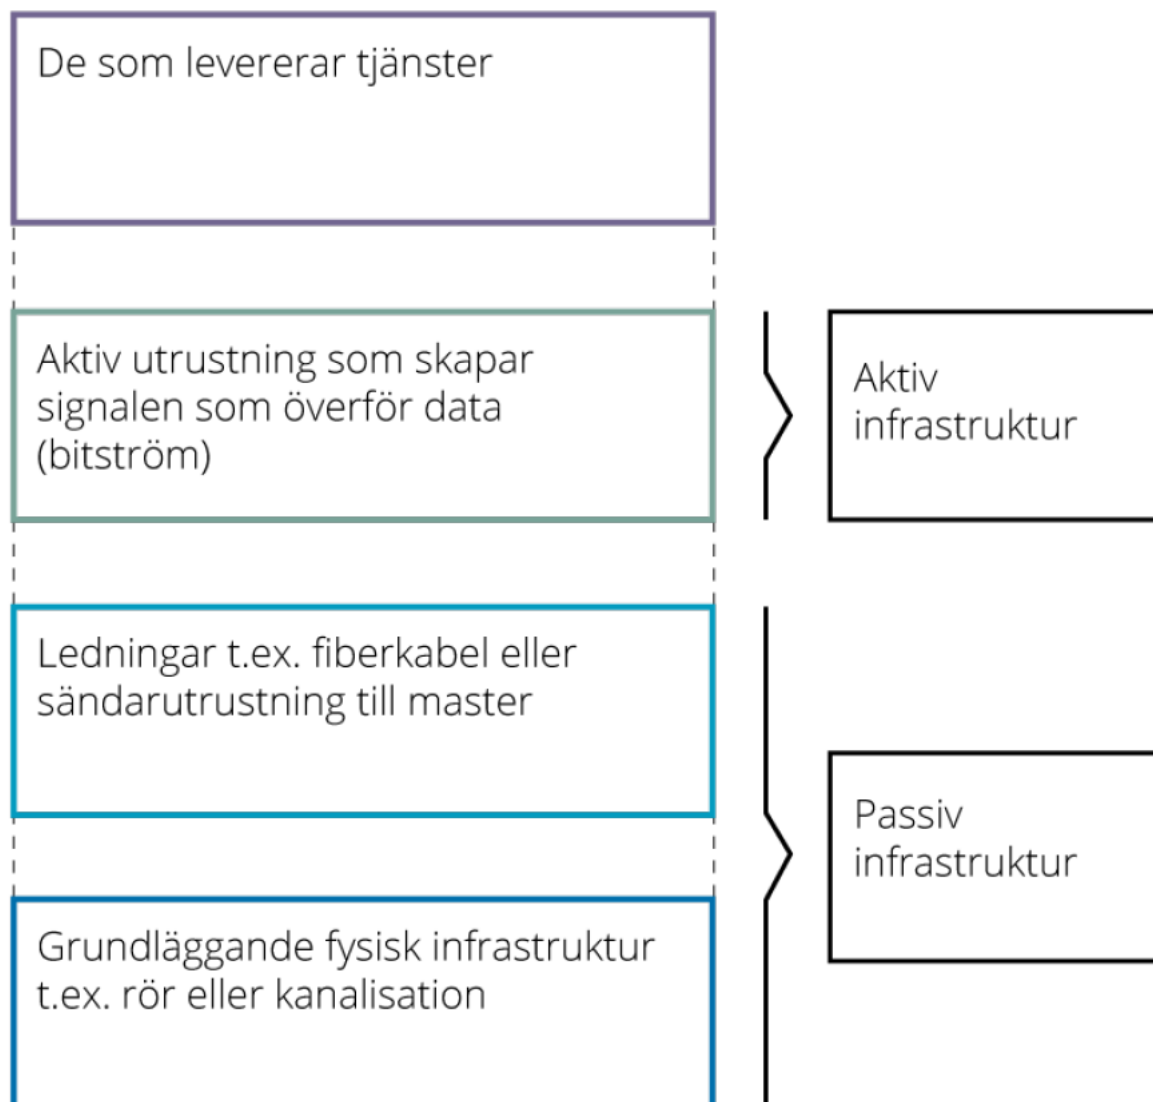 De som levererar tjänster
Aktiv utrustning som skapar
signalen som överför data
(bitström)
Aktiv
infrastruktur
Ledningar t.ex. fiberkabel eller
sändarutrustning till master
Passiv
infrastruktur
Grundläggande fysisk infrastruktur
t.ex. rör eller kanalisation